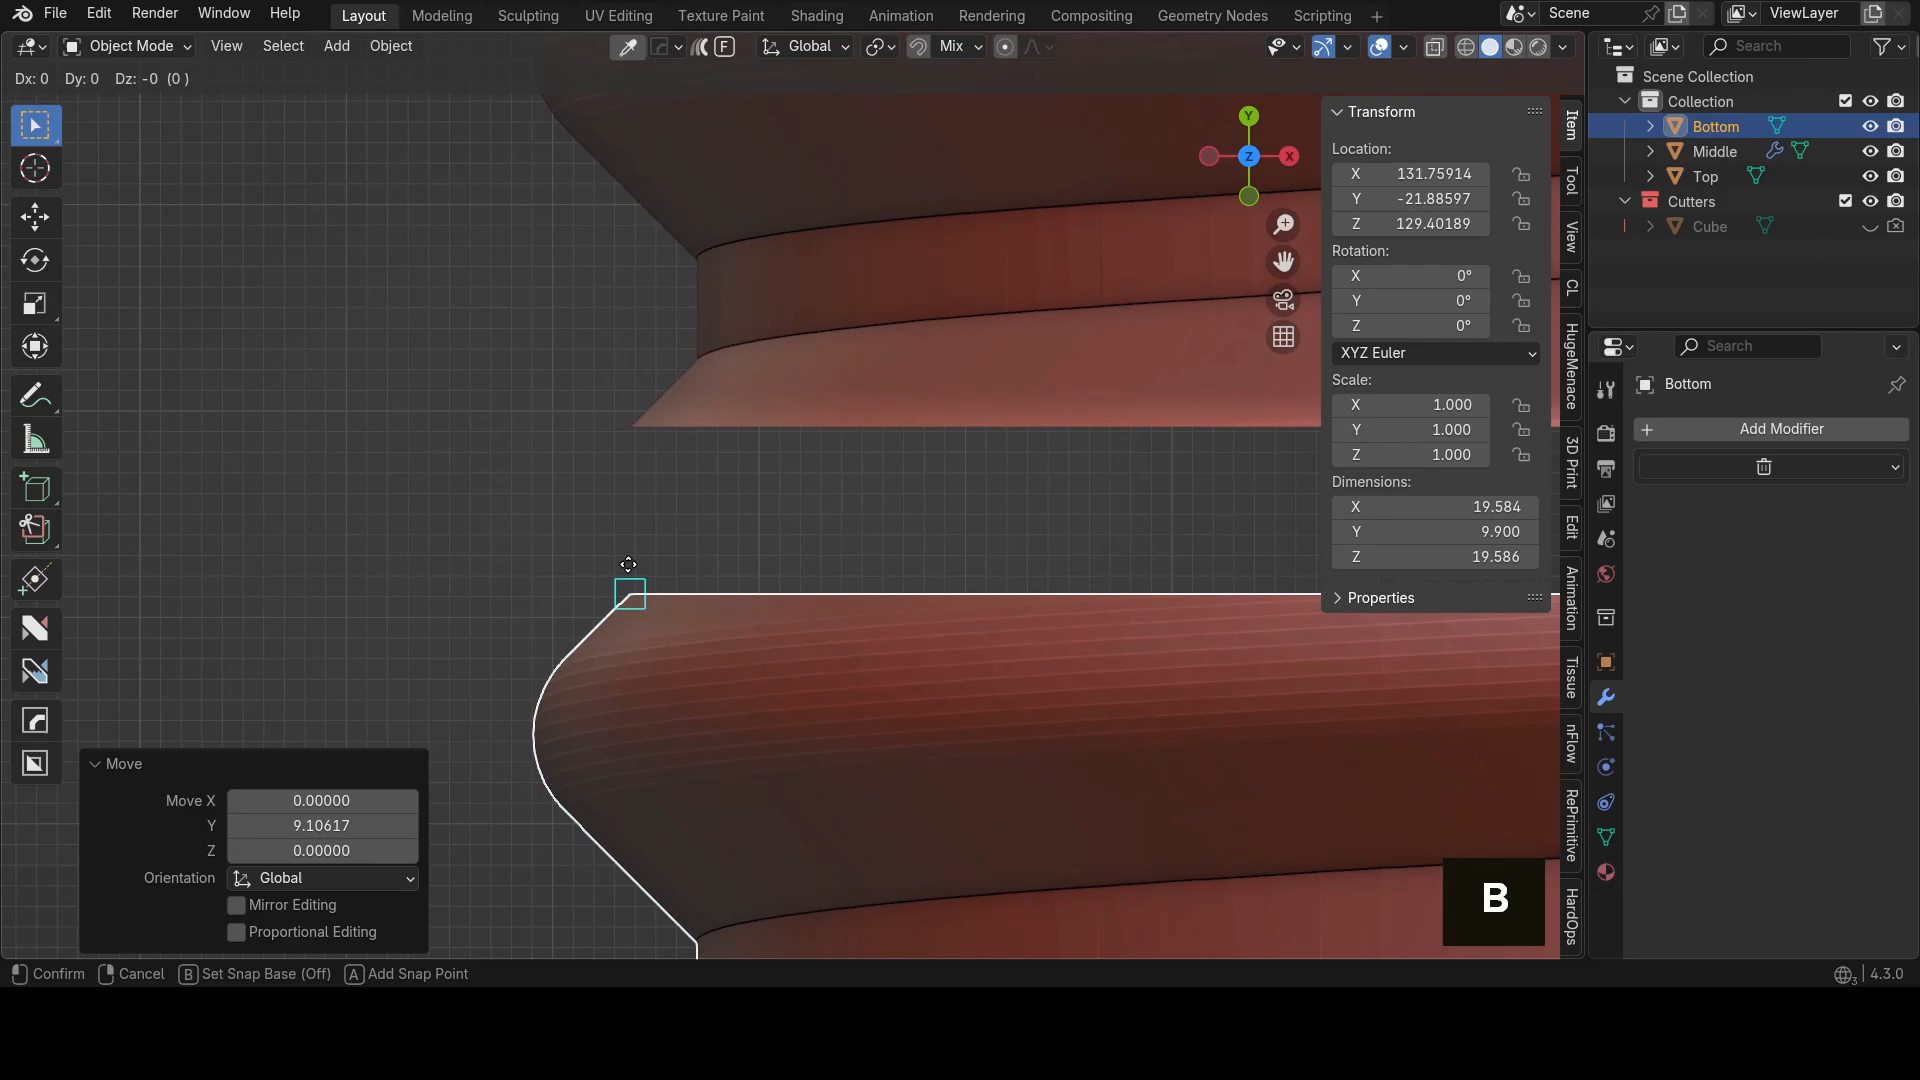 File Edit Render Window Help Layout Modeling Sculpting UV Editing Texture Paint Shading Animation Rendering Compositing Geometry Nodes Scripting + Scene ViewLayer
Object Mode View Select Add Object F Global Mix Search
Dx: 0 Dy: 0 Dz: -0 (0 )
Scene Collection
Collection
Bottom
Middle
Top
Cutters
Cube
Y
X
Z
Transform
Location:
X 131.75914
Y -21.88597
Z 129.40189
Rotation:
X 0°
Y 0°
Z 0°
XYZ Euler
Scale:
X 1.000
Y 1.000
Z 1.000
Dimensions:
X 19.584
Y 9.900
Z 19.586
Properties
Item
Tool
View
CL
HugeMenace
3D Print
Edit
Animation
Tissue
nFlow
RePrimitive
HardOps
Search
Bottom
+ Add Modifier
Move
Move X 0.00000
Y 9.10617
Z 0.00000
Orientation Global
Mirror Editing
Proportional Editing
B
Confirm Cancel B Set Snap Base (Off) A Add Snap Point
3 4.3.0